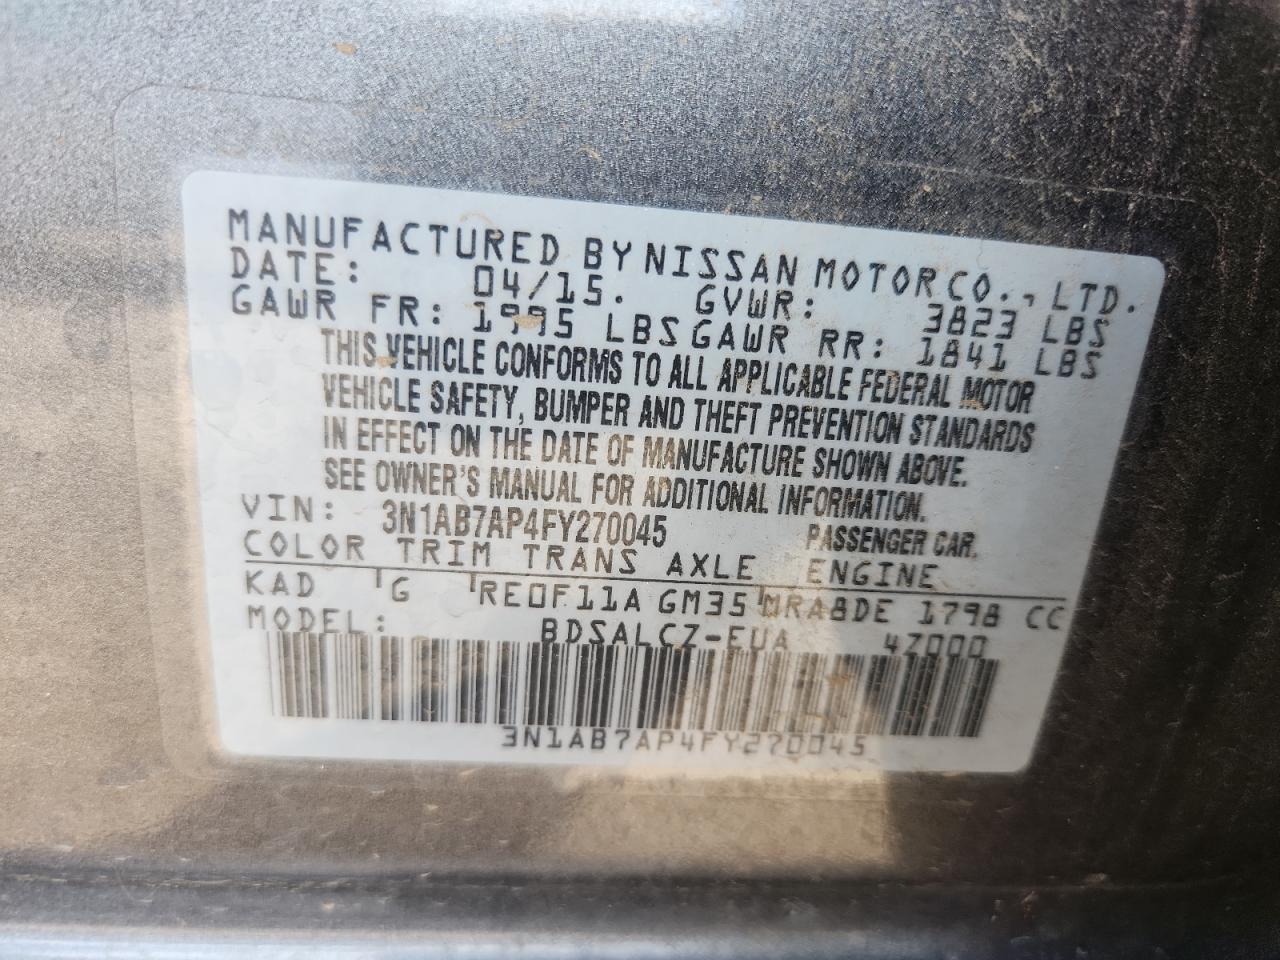 MANUFACTURED BY NISSAN MOTOR CO., LTD.
DATE: 04/15. GVWR: 3823 LBS
GAWR FR: 1995 LBS GAWR RR: 1841 LBS
THIS VEHICLE CONFORMS TO ALL APPLICABLE FEDERAL MOTOR
VEHICLE SAFETY, BUMPER AND THEFT PREVENTION STANDARDS
IN EFFECT ON THE DATE OF MANUFACTURE SHOWN ABOVE.
SEE OWNER'S MANUAL FOR ADDITIONAL INFORMATION.
VIN: 3N1AB7AP4FY270045 PASSENGER CAR.
COLOR TRIM TRANS AXLE ENGINE
KAD G RE0F11A GM35 MRA8DE 1798 CC
MODEL: BDSALCZ-EUA 47000
3N1AB7AP4FY270045